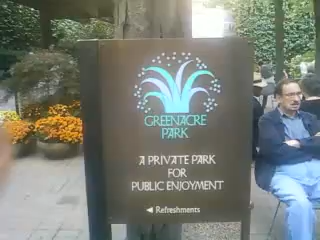 GREENACRE
PARK
A PRIVATE PARK
FOR
PUBLIC ENJOYMENT
◄ Refreshments